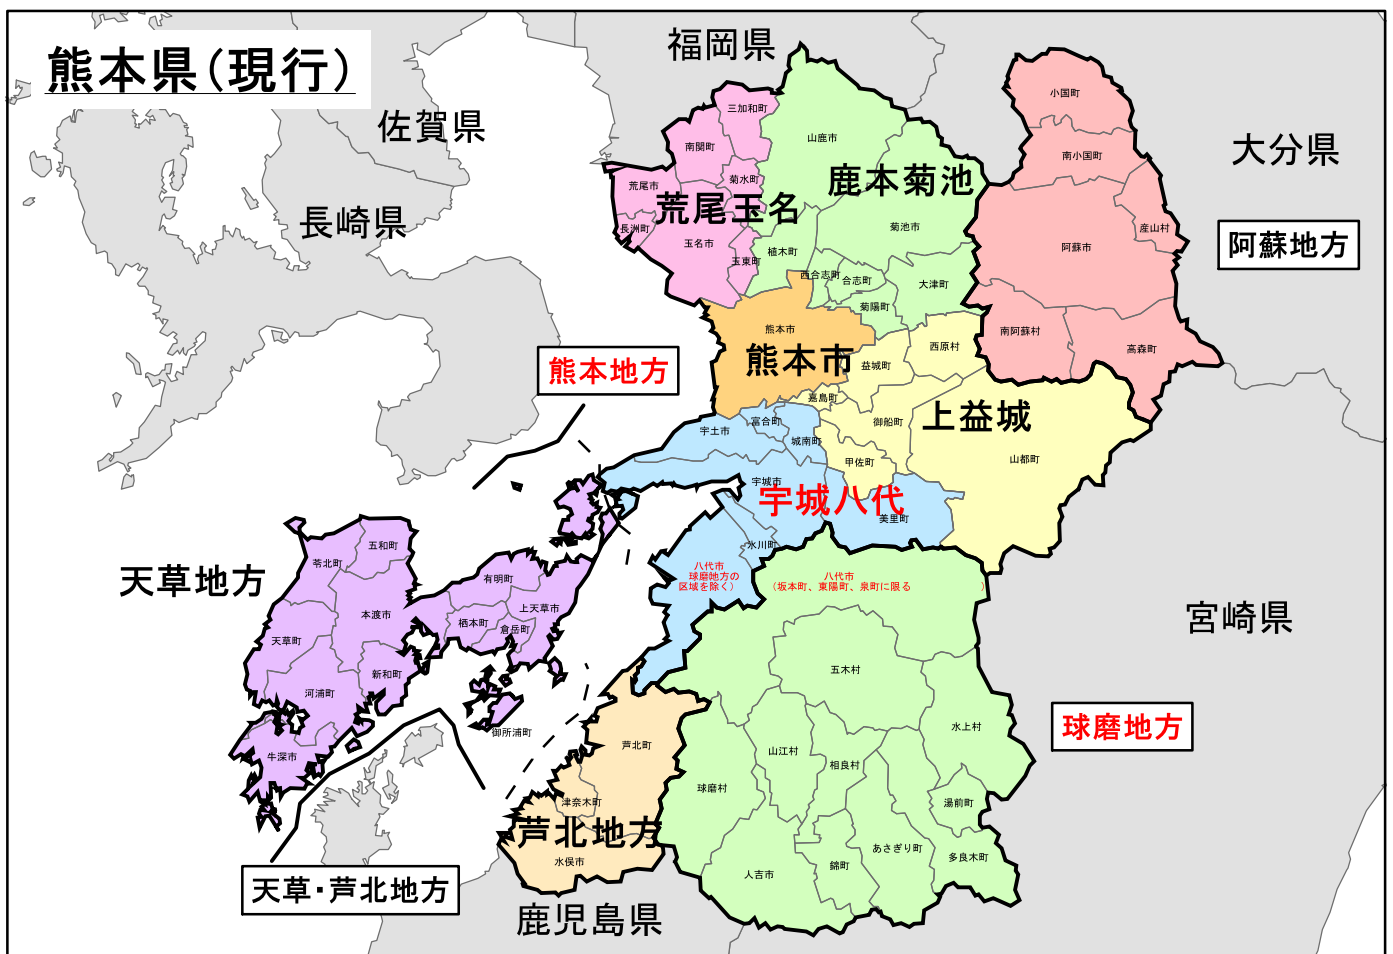 熊本県(現行)
福岡県
佐賀県
長崎県
大分県
宮崎県
鹿児島県
小国町
南小国町
産山村
阿蘇市
阿蘇地方
南阿蘇村
高森町
三加和町
南関町
菊水町
荒尾市
荒尾玉名
長洲町
玉名市
玉東町
山鹿市
鹿本菊池
菊池市
植木町
西合志町
合志町
大津町
菊陽町
熊本市
熊本市
熊本地方
西原村
益城町
嘉島町
御船町
上益城
甲佐町
山都町
宇土市
富合町
城南町
宇城市
宇城八代
美里町
氷川町
八代市
球磨地方の
区域を除く)
八代市
(坂本町、東陽町、泉町に限る )
天草地方
苓北町
五和町
本渡市
天草町
河浦町
新和町
牛深市
有明町
上天草市
栖本町
倉岳町
御所浦町
天草・芦北地方
芦北町
津奈木町
芦北地方
水俣市
五木村
水上村
球磨地方
山江村
相良村
球磨村
湯前町
あさぎり町
多良木町
錦町
人吉市